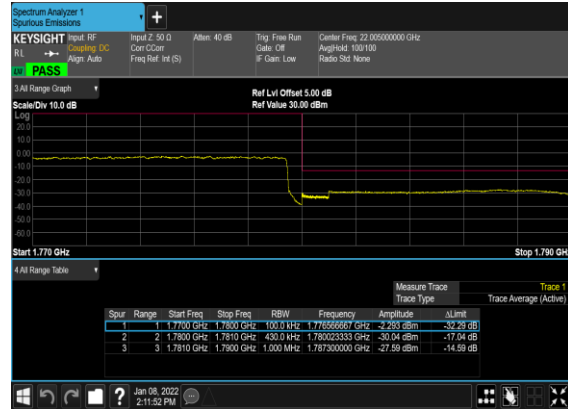 Spectrum Analyzer 1
Spurious Emissions
KEYSIGHT Input: RF Input Z: 50 Ω Atten: 40 dB Trig: Free Run Center Freq: 22.005000000 GHz
RL Coupling: DC Corr CCorr Gate: Off Avg|Hold: 100/100
Align: Auto Freq Ref: Int (S) IF Gain: Low Radio Std: None
PASS
3 All Range Graph
Ref Lvl Offset 5.00 dB
Scale/Div 10.0 dB Ref Value 30.00 dBm
Log
20.0
10.0
0.00
-10.0
-20.0
-30.0
-40.0
-50.0
-60.0
Start 1.770 GHz Stop 1.790 GHz
4 All Range Table
Measure Trace Trace 1
Trace Type Trace Average (Active)
Spur Range Start Freq Stop Freq RBW Frequency Amplitude ΔLimit
1 1 1.7700 GHz 1.7800 GHz 100.0 kHz 1.776566667 GHz -2.293 dBm -32.29 dB
2 2 1.7800 GHz 1.7810 GHz 430.0 kHz 1.780023333 GHz -30.04 dBm -17.04 dB
3 3 1.7810 GHz 1.7900 GHz 1.000 MHz 1.787300000 GHz -27.59 dBm -14.59 dB
Jan 08, 2022
2:11:52 PM